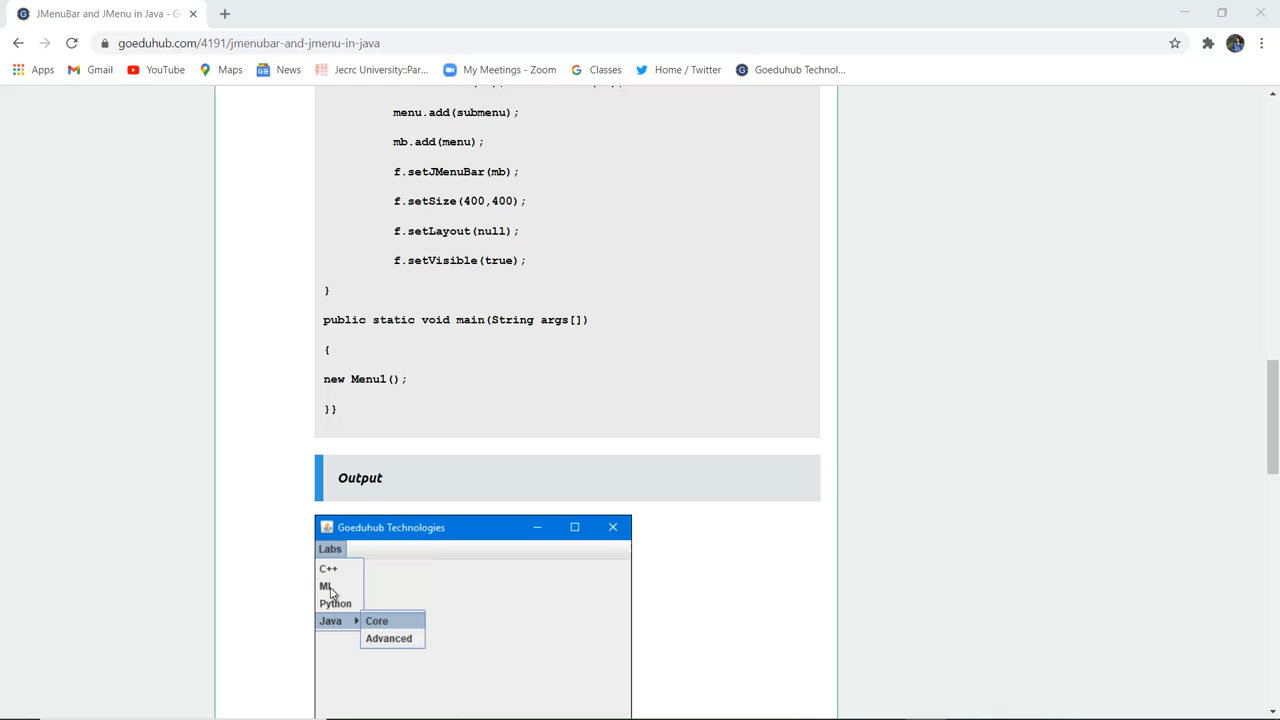 JMenuBar and JMenu in Java - G
goeduhub.com/4191/jmenubar-and-jmenu-in-java
Apps Gmail YouTube Maps News Jecrc University::Par... My Meetings - Zoom Classes Home / Twitter Goeduhub Technol...
menu.add(submenu);
mb.add(menu);
f.setJMenuBar(mb);
f.setSize(400,400);
f.setLayout(null);
f.setVisible(true);
}
public static void main(String args[])
{
new Menu1();
}}
Output
Goeduhub Technologies
Labs
C++
ML
Python
Java Core
Advanced